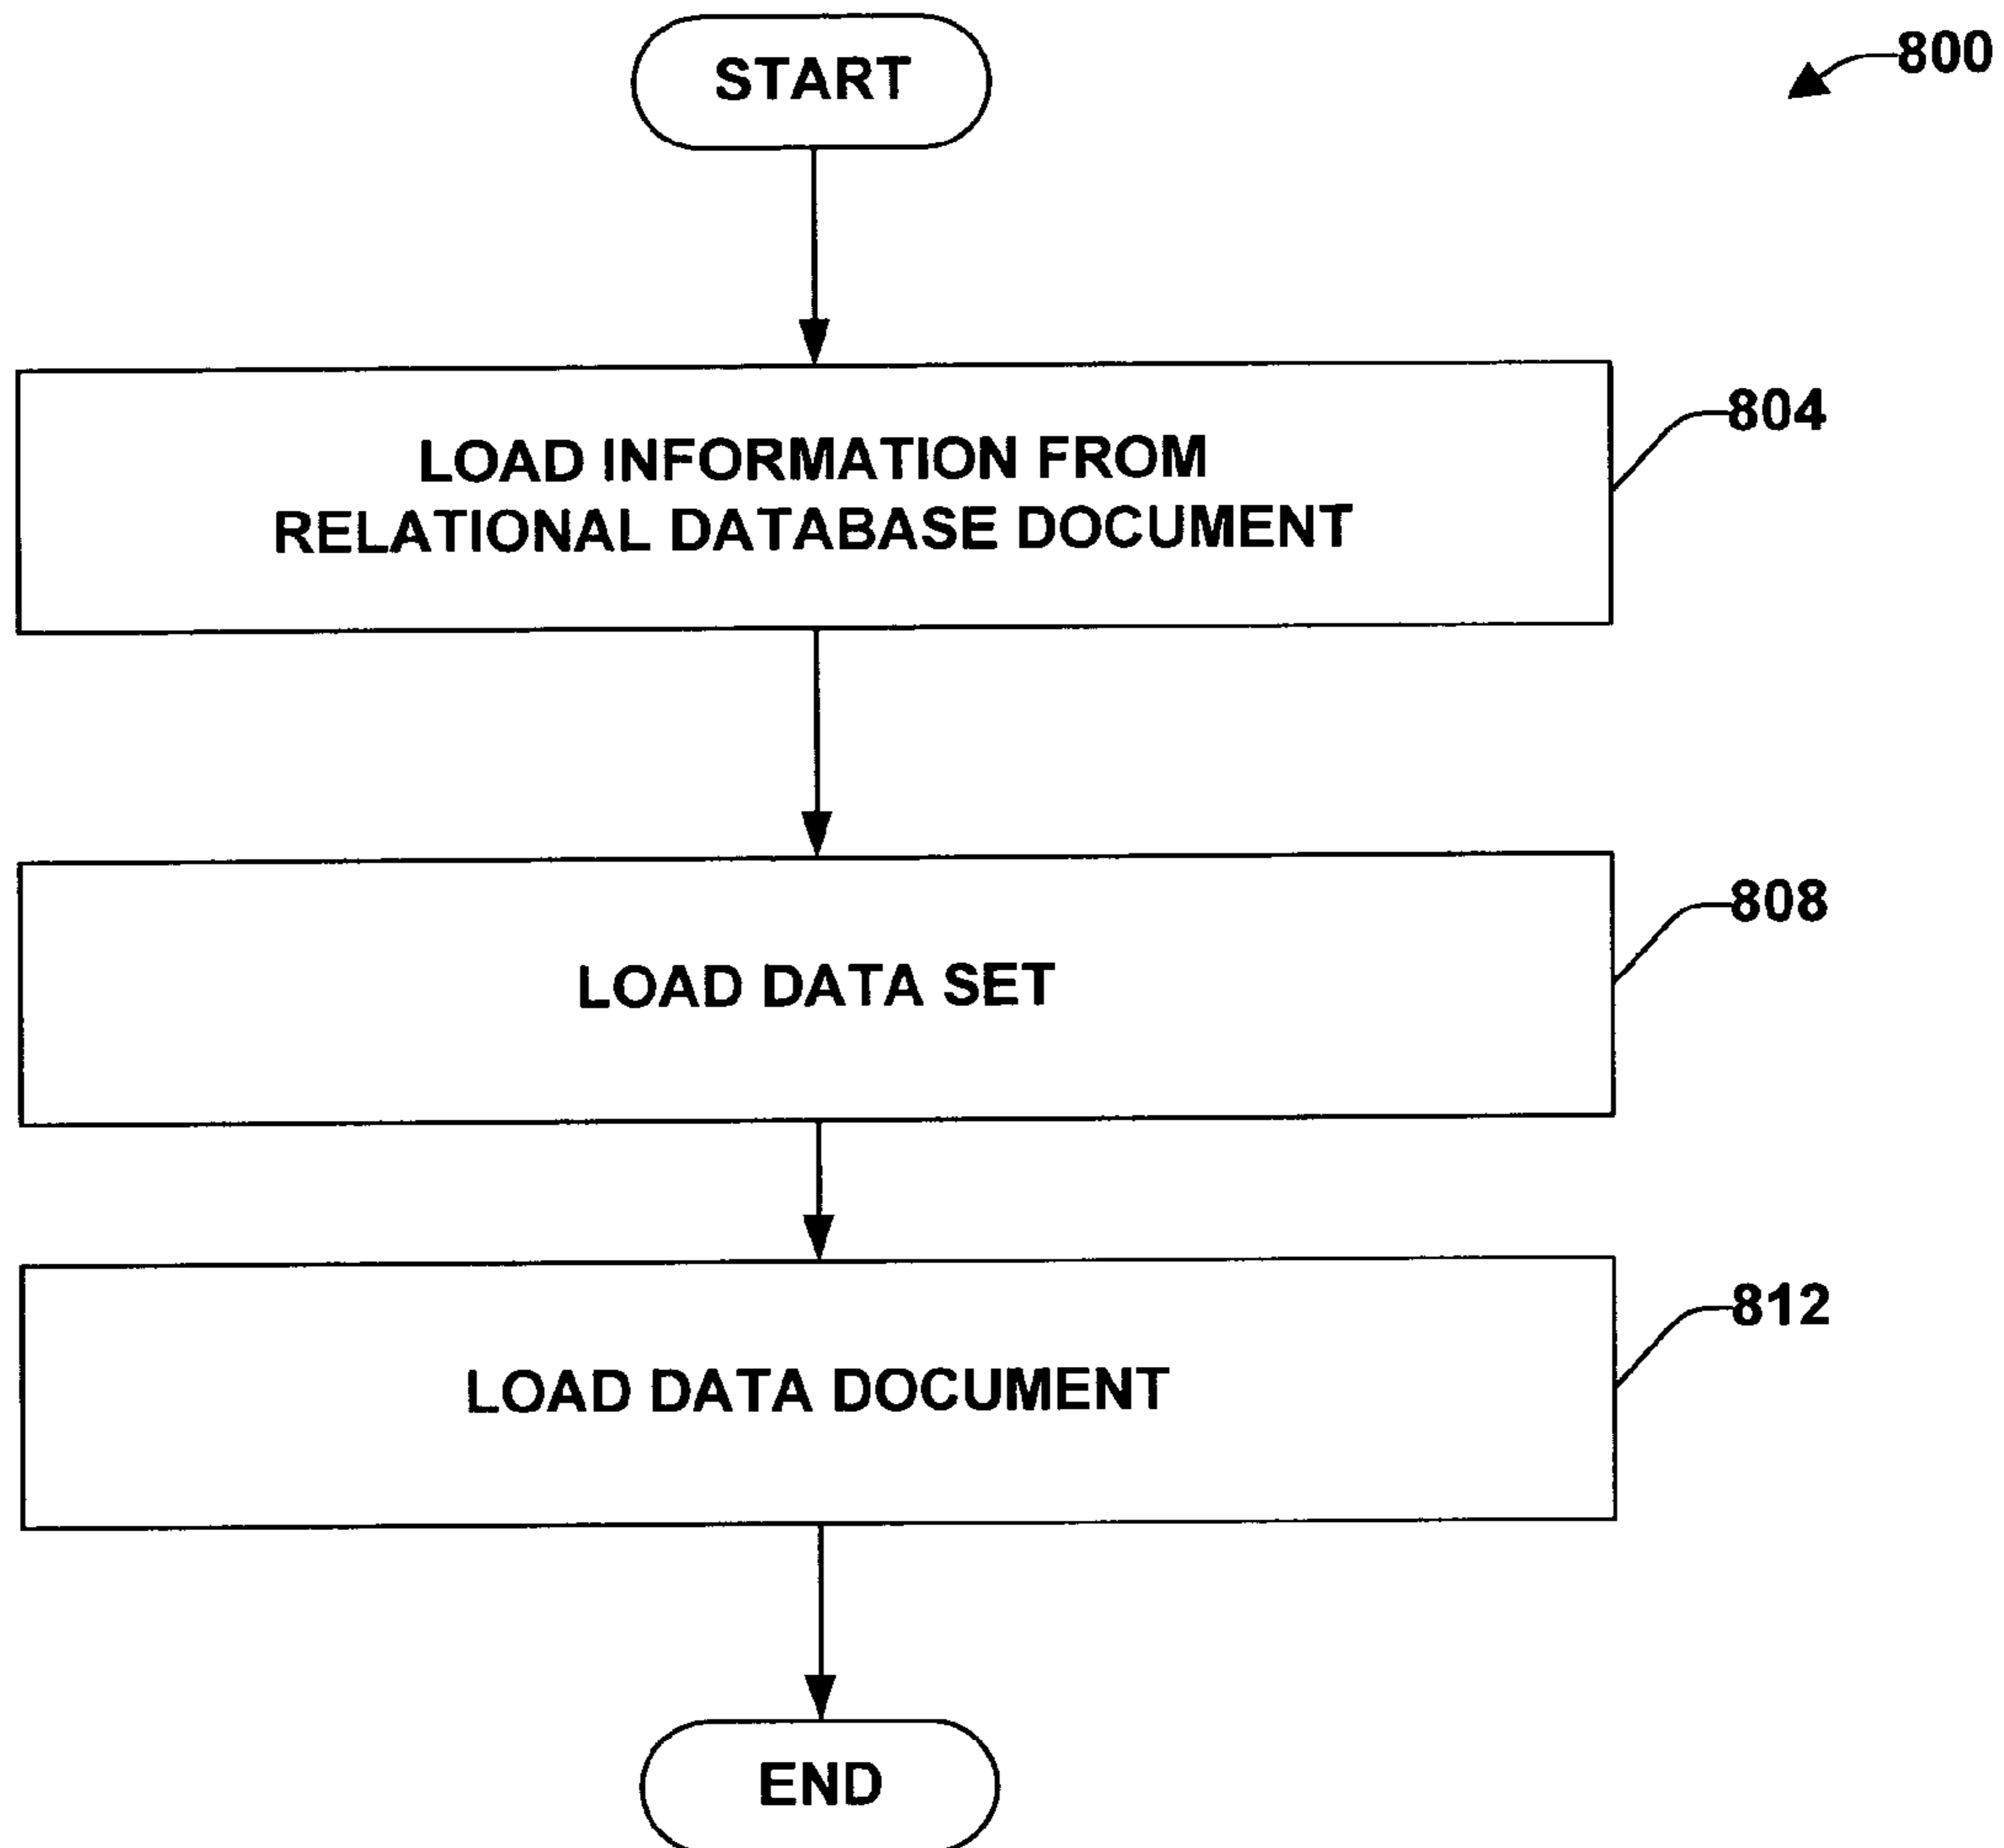 START
800
LOAD INFORMATION FROM
RELATIONAL DATABASE DOCUMENT
804
LOAD DATA SET
808
LOAD DATA DOCUMENT
812
END